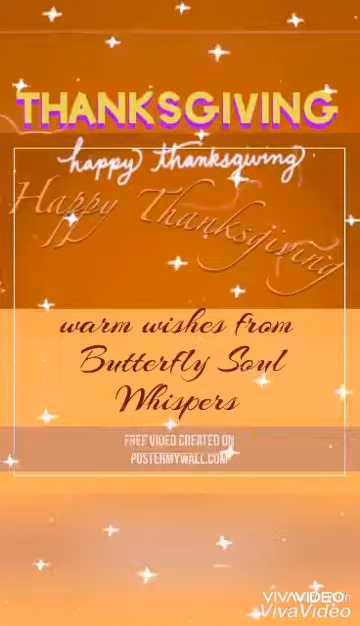 THANKSGIVING
happy thanksgiving
Happy Thanksgiving
warm wishes from
Butterfly Soul
Whispers
FREE VIDEO CREATED ON
POSTERMYWALL.COM
VIVAVIDEO
VivaVideo